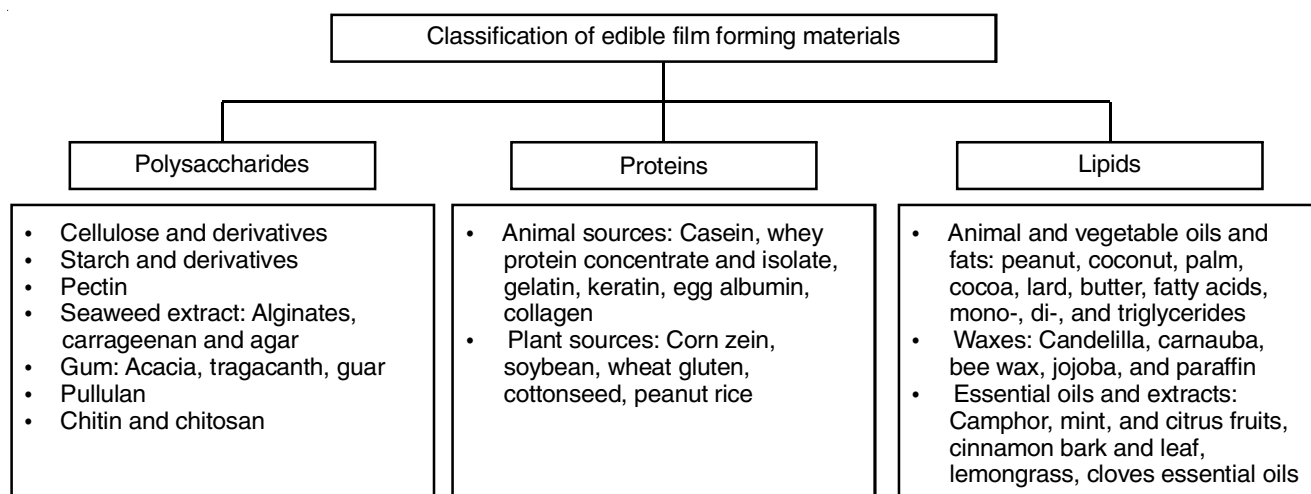 Classification of edible film forming materials
Polysaccharides
Proteins
Lipids
• Cellulose and derivatives
• Starch and derivatives
• Pectin
• Seaweed extract: Alginates,
carrageenan and agar
• Gum: Acacia, tragacanth, guar
• Pullulan
• Chitin and chitosan
• Animal sources: Casein, whey
protein concentrate and isolate,
gelatin, keratin, egg albumin,
collagen
• Plant sources: Corn zein,
soybean, wheat gluten,
cottonseed, peanut rice
• Animal and vegetable oils and
fats: peanut, coconut, palm,
cocoa, lard, butter, fatty acids,
mono-, di-, and triglycerides
• Waxes: Candelilla, carnauba,
bee wax, jojoba, and paraffin
• Essential oils and extracts:
Camphor, mint, and citrus fruits,
cinnamon bark and leaf,
lemongrass, cloves essential oils